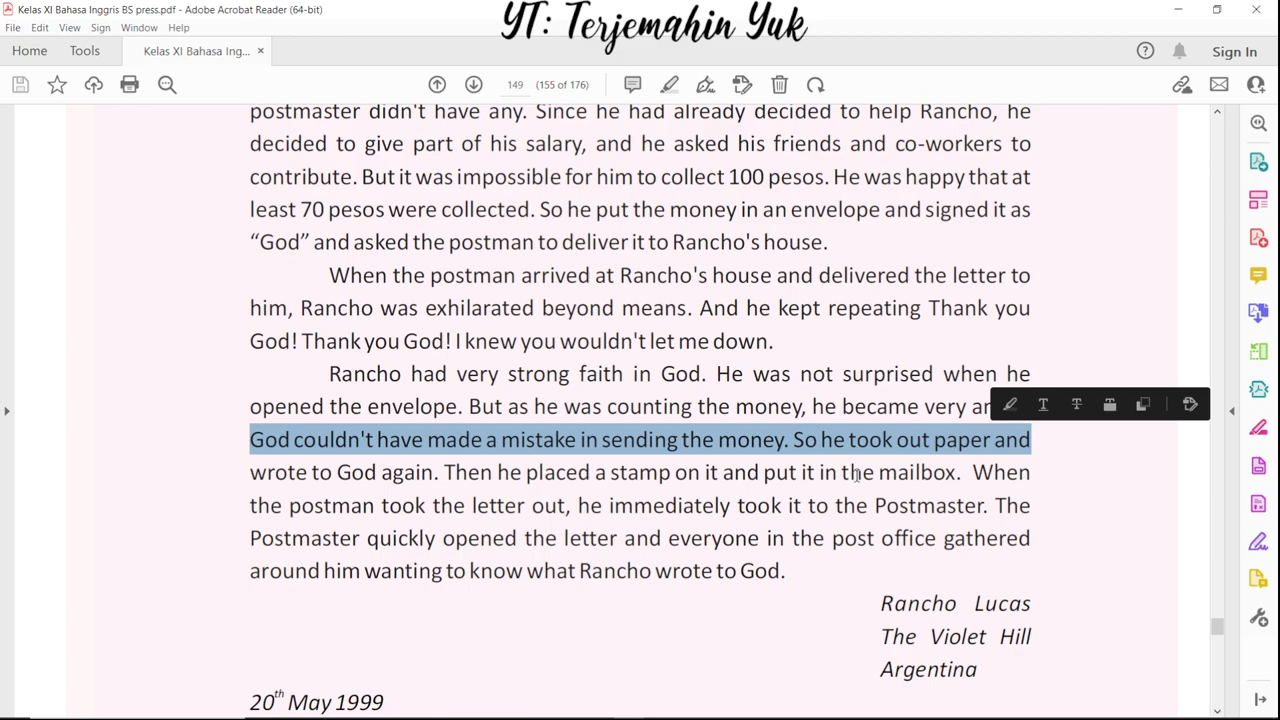 Kelas XI Bahasa Inggris BS press.pdf - Adobe Acrobat Reader (64-bit)
YT: Terjemahin Yuk
File Edit View Sign Window Help
Home Tools Kelas XI Bahasa Ing... × Sign In
149 (155 of 176)
postmaster didn't have any. Since he had already decided to help Rancho, he
decided to give part of his salary, and he asked his friends and co-workers to
contribute. But it was impossible for him to collect 100 pesos. He was happy that at
least 70 pesos were collected. So he put the money in an envelope and signed it as
“God” and asked the postman to deliver it to Rancho's house.
When the postman arrived at Rancho's house and delivered the letter to
him, Rancho was exhilarated beyond means. And he kept repeating Thank you
God! Thank you God! I knew you wouldn't let me down.
Rancho had very strong faith in God. He was not surprised when he
opened the envelope. But as he was counting the money, he became very
God couldn't have made a mistake in sending the money. So he took out paper and
wrote to God again. Then he placed a stamp on it and put it in the mailbox. When
the postman took the letter out, he immediately took it to the Postmaster. The
Postmaster quickly opened the letter and everyone in the post office gathered
around him wanting to know what Rancho wrote to God.
Rancho Lucas
The Violet Hill
Argentina
20th May 1999